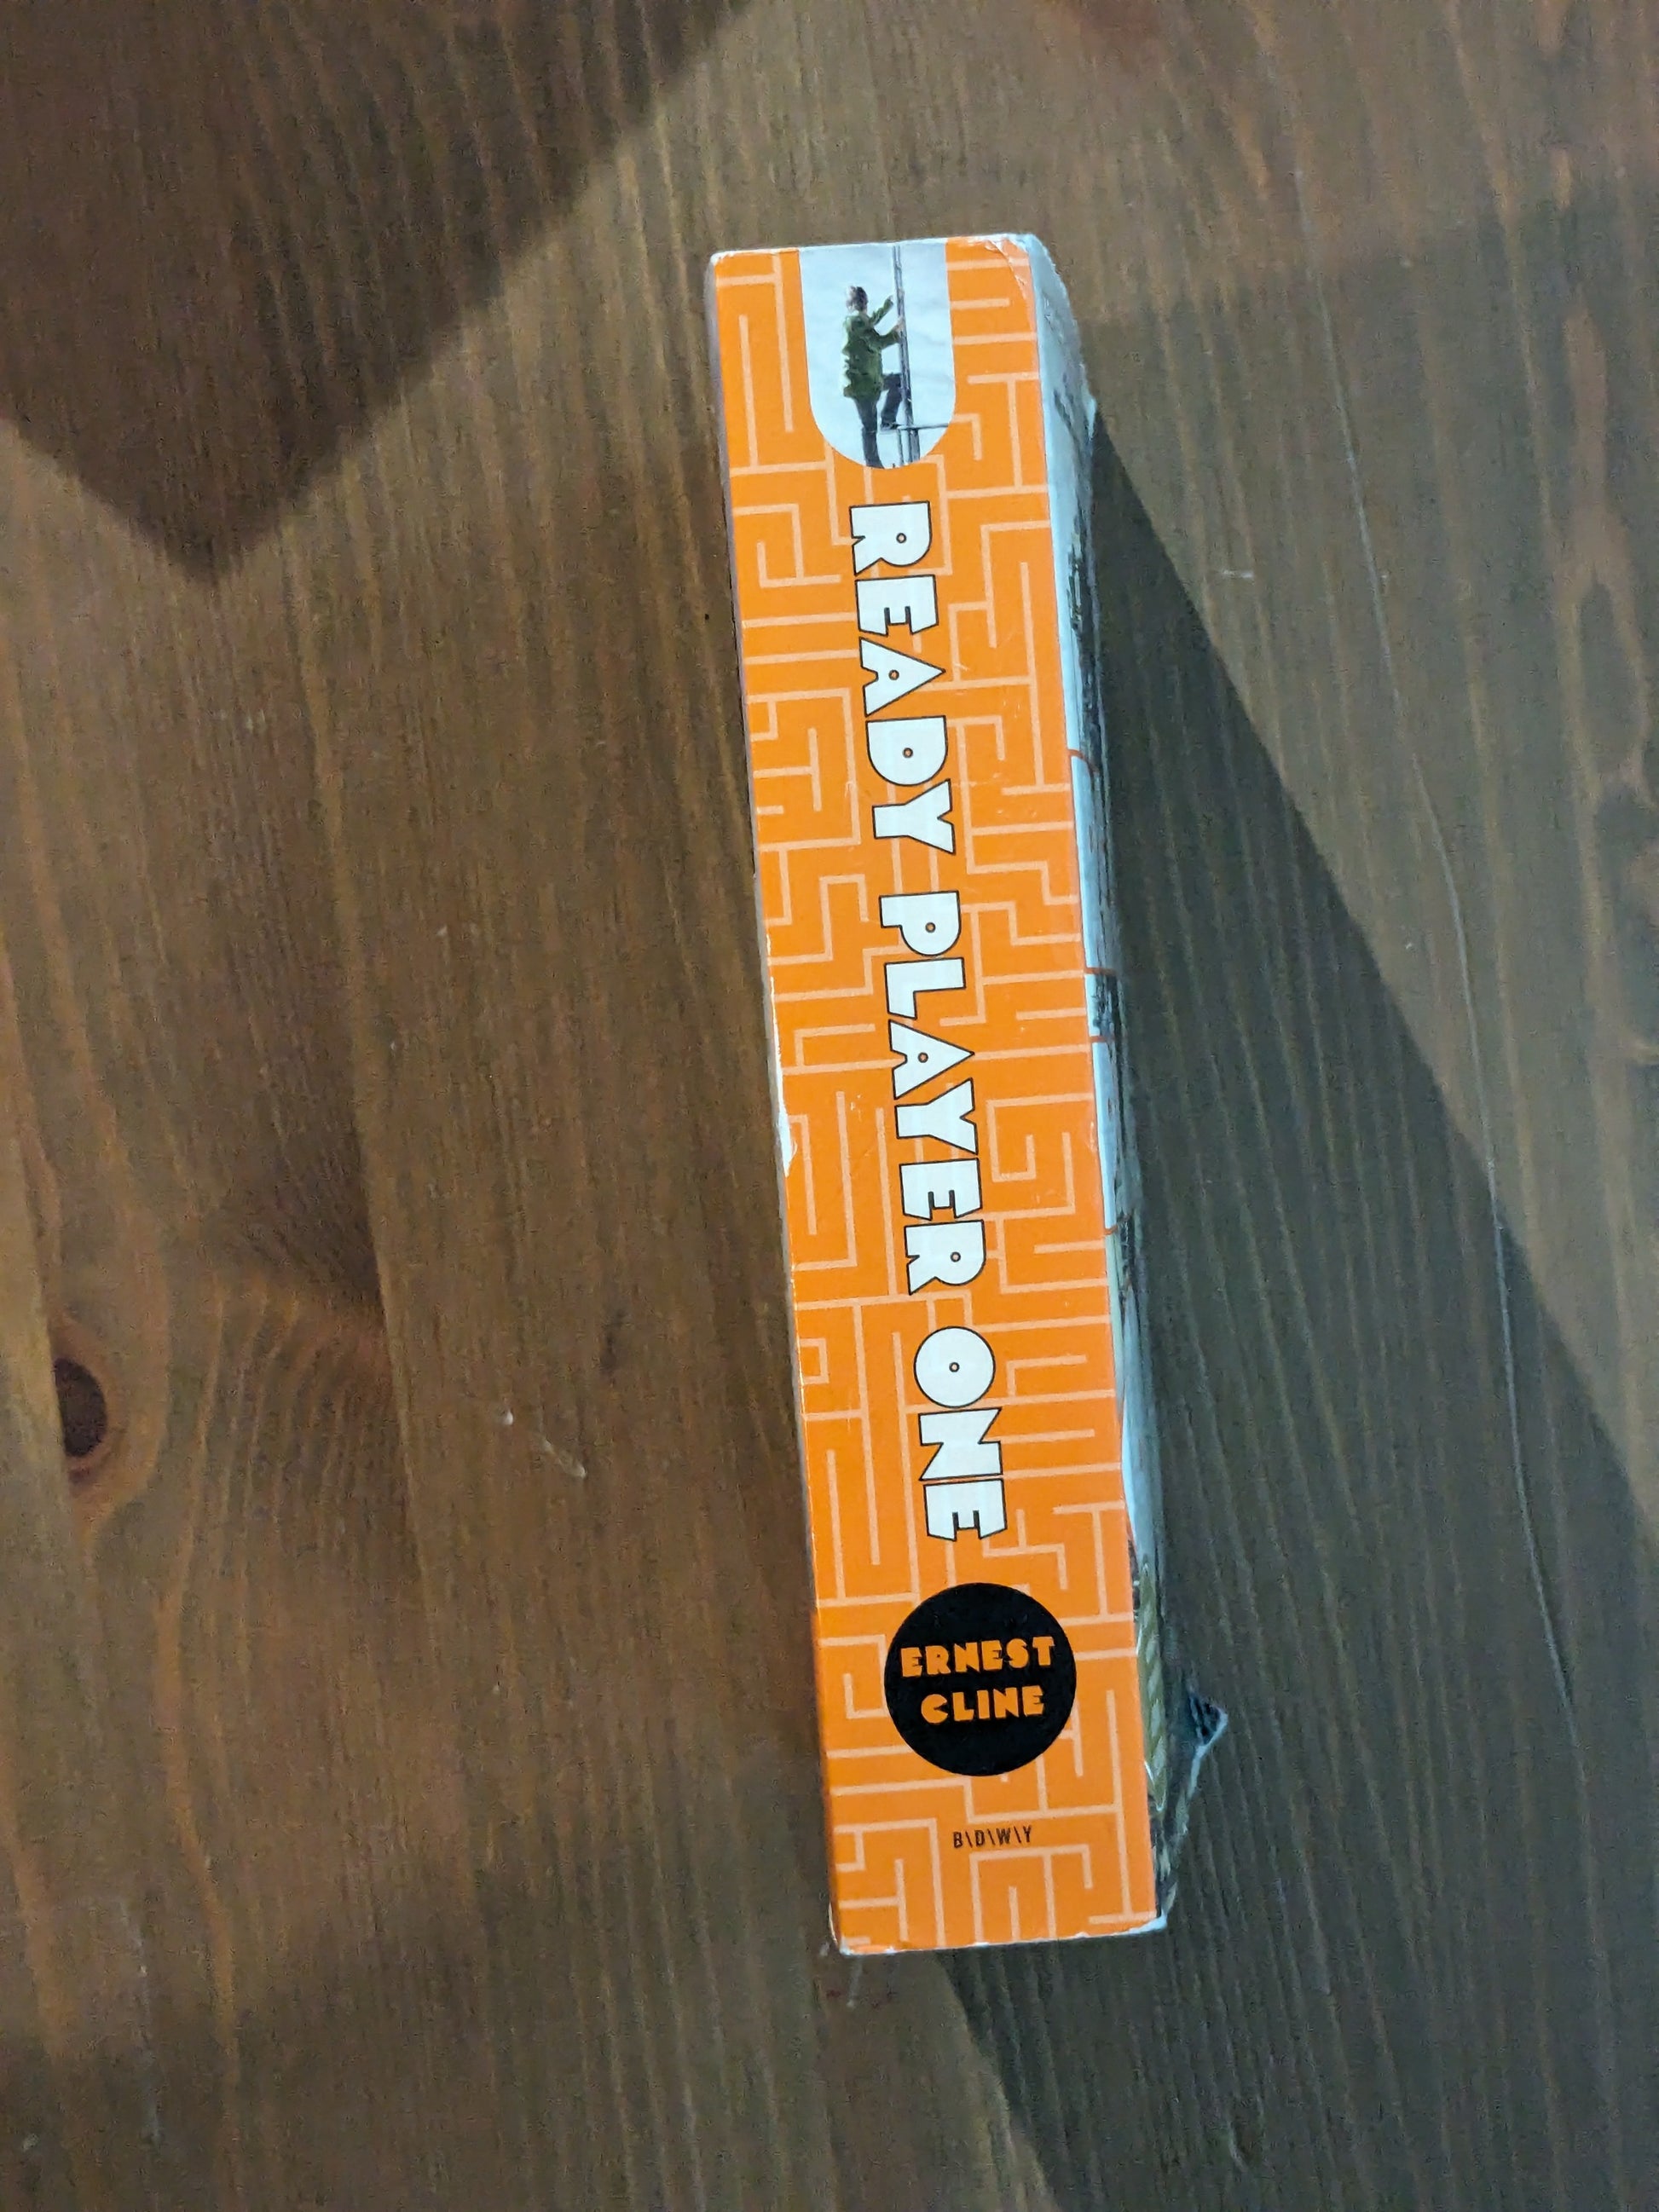 READY PLAYER ONE
ERNEST
CLINE
B\D\W\Y